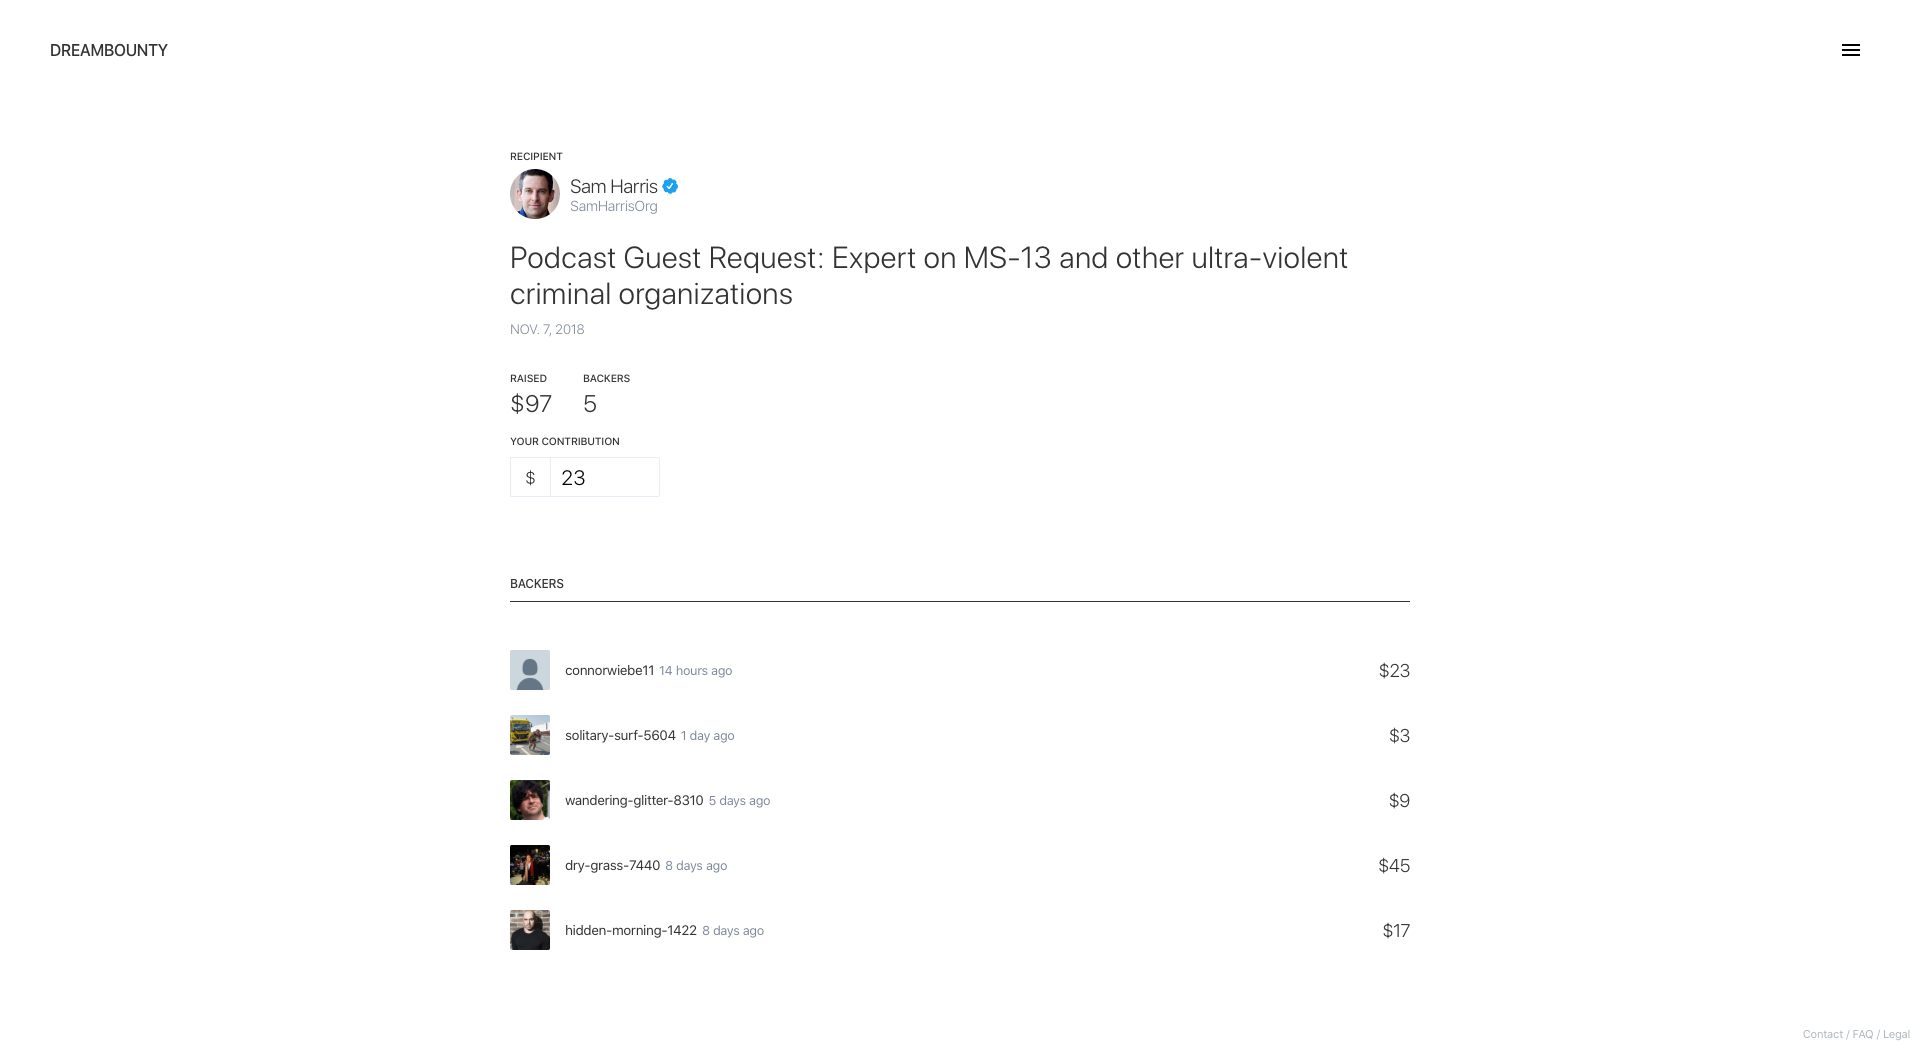 DREAMBOUNTY
RECIPIENT
Sam Harris
SamHarrisOrg
Podcast Guest Request: Expert on MS-13 and other ultra-violent
criminal organizations
NOV. 7, 2018
RAISED BACKERS
$97 5
YOUR CONTRIBUTION
$ 23
BACKERS
connorwiebe11 14 hours ago $23
solitary-surf-5604 1 day ago $3
wandering-glitter-8310 5 days ago $9
dry-grass-7440 8 days ago $45
hidden-morning-1422 8 days ago $17
Contact / FAQ / Legal